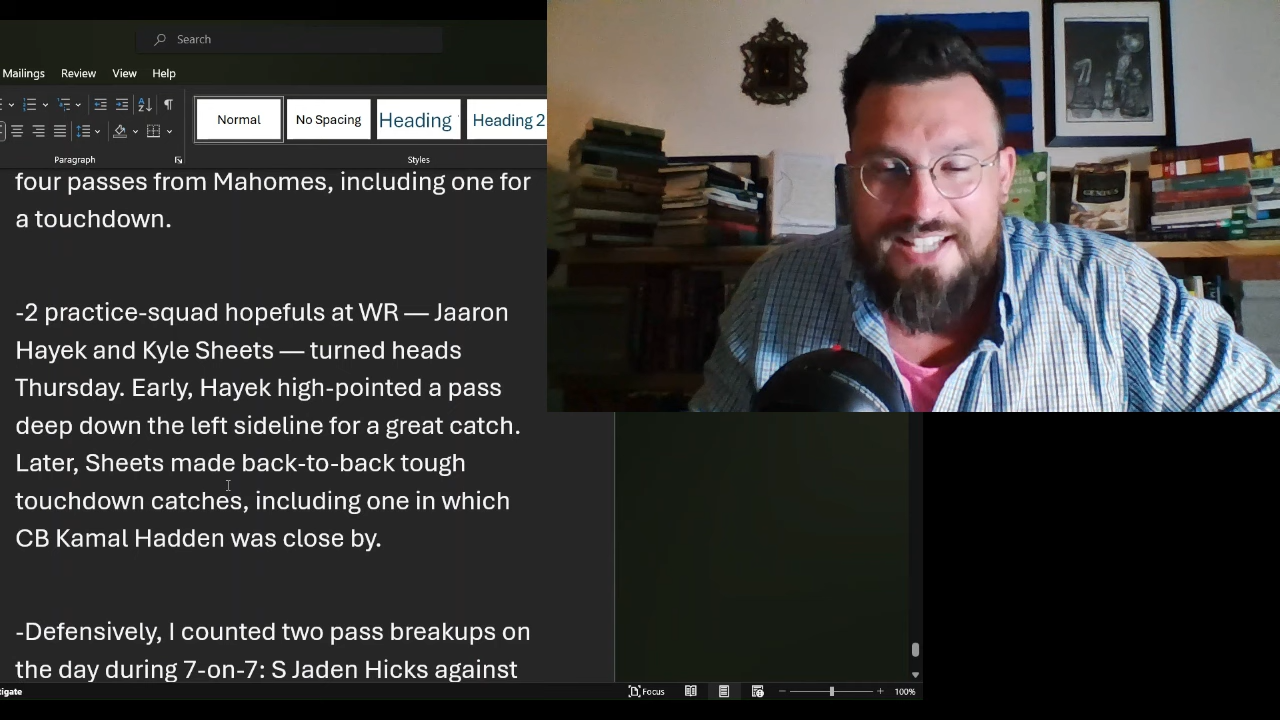 Search
Mailings Review View Help
Normal No Spacing Heading Heading 2
Paragraph Styles
four passes from Mahomes, including one for
a touchdown.
-2 practice-squad hopefuls at WR — Jaaron
Hayek and Kyle Sheets — turned heads
Thursday. Early, Hayek high-pointed a pass
deep down the left sideline for a great catch.
Later, Sheets made back-to-back tough
touchdown catches, including one in which
CB Kamal Hadden was close by.
-Defensively, I counted two pass breakups on
the day during 7-on-7: S Jaden Hicks against
Focus 100%
GENIUS